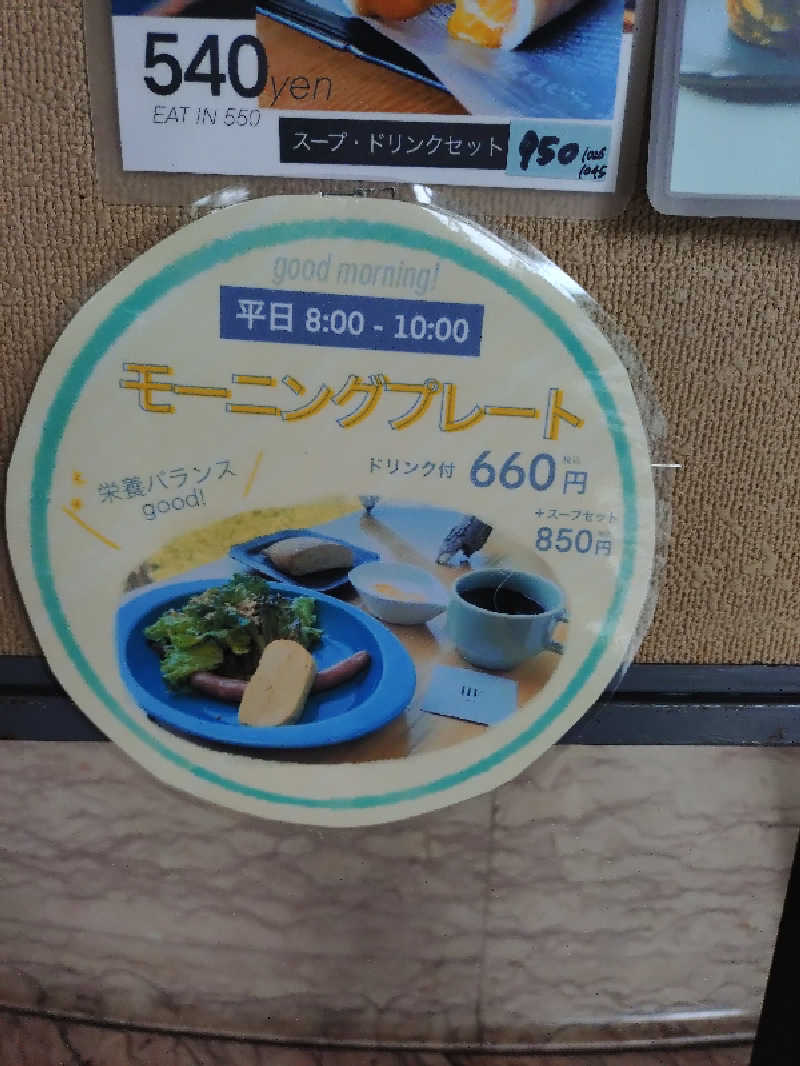 540yen
EAT IN 550
スープ・ドリンクセット 950
1045
good morning!
平日 8:00 - 10:00
モーニングプレート
栄養バランス
good!
ドリンク付 660円
税込
+スープセット
850円